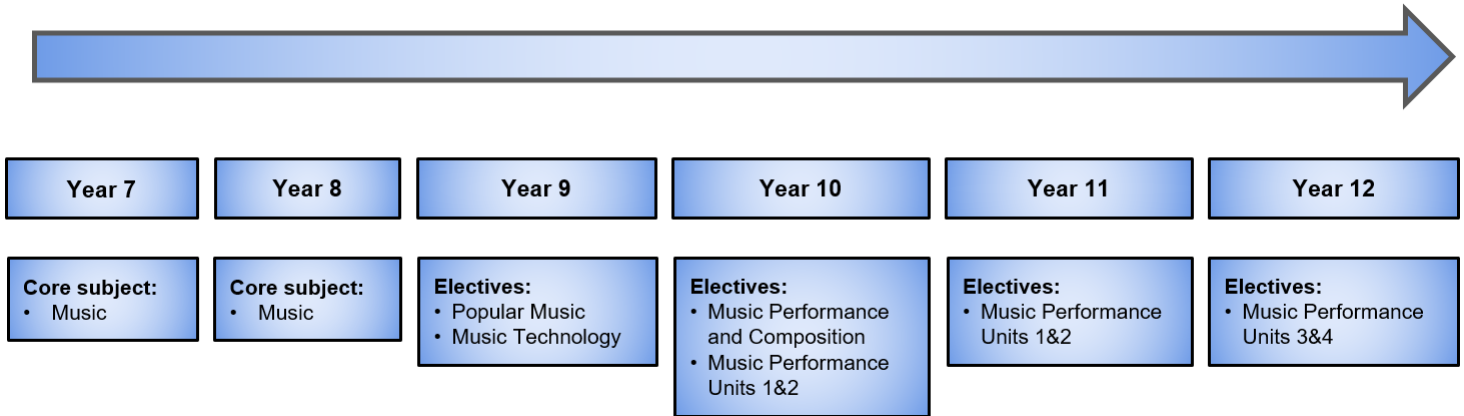 Year 7
Year 8
Year 9
Year 10
Year 11
Year 12
Core subject:
• Music
Core subject:
• Music
Electives:
• Popular Music
• Music Technology
Electives:
• Music Performance
and Composition
• Music Performance
Units 1&2
Electives:
• Music Performance
Units 1&2
Electives:
• Music Performance
Units 3&4